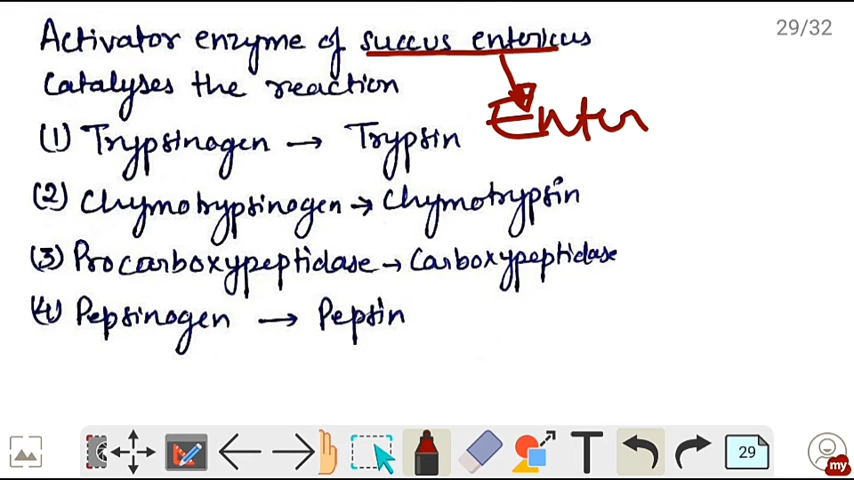 29/32
Activator enzyme of succus entericus
Catalyses the reaction
Enter
(1) Trypsinogen → Trypsin
(2) Chymotrypsinogen → Chymotrypsin
(3) Procarboxypeptidase → Carboxypeptidase
(4) Pepsinogen → Pepsin
T
29
my